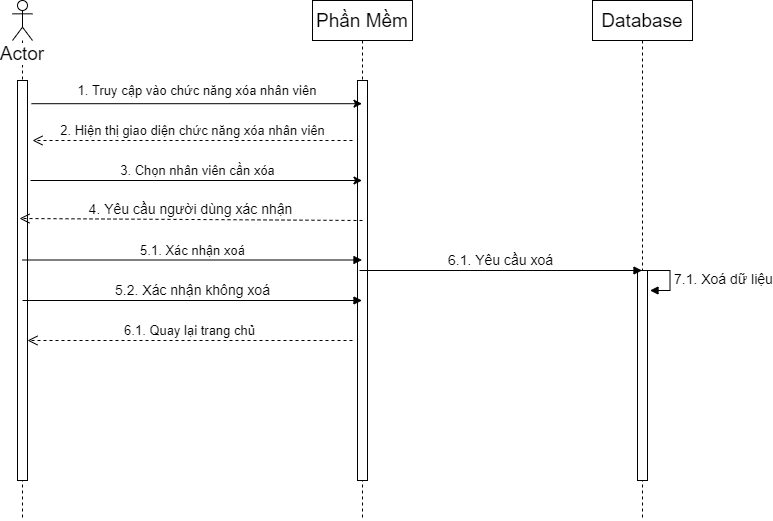 Phần Mềm
Database
Actor
1. Truy cập vào chức năng xóa nhân viên
2. Hiện thị giao diện chức năng xóa nhân viên
3. Chọn nhân viên cần xóa
4. Yêu cầu người dùng xác nhận
5.1. Xác nhận xoá
6.1. Yêu cầu xoá
7.1. Xoá dữ liệu
5.2. Xác nhận không xoá
6.1. Quay lại trang chủ